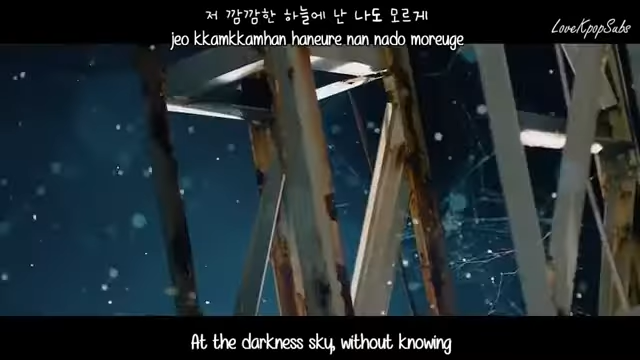 저 깜깜한 하늘에 난 나도 모르게
LoveKpopSubs
jeo kkamkkamhan haneure nan nado moreuge
At the darkness sky, without knowing